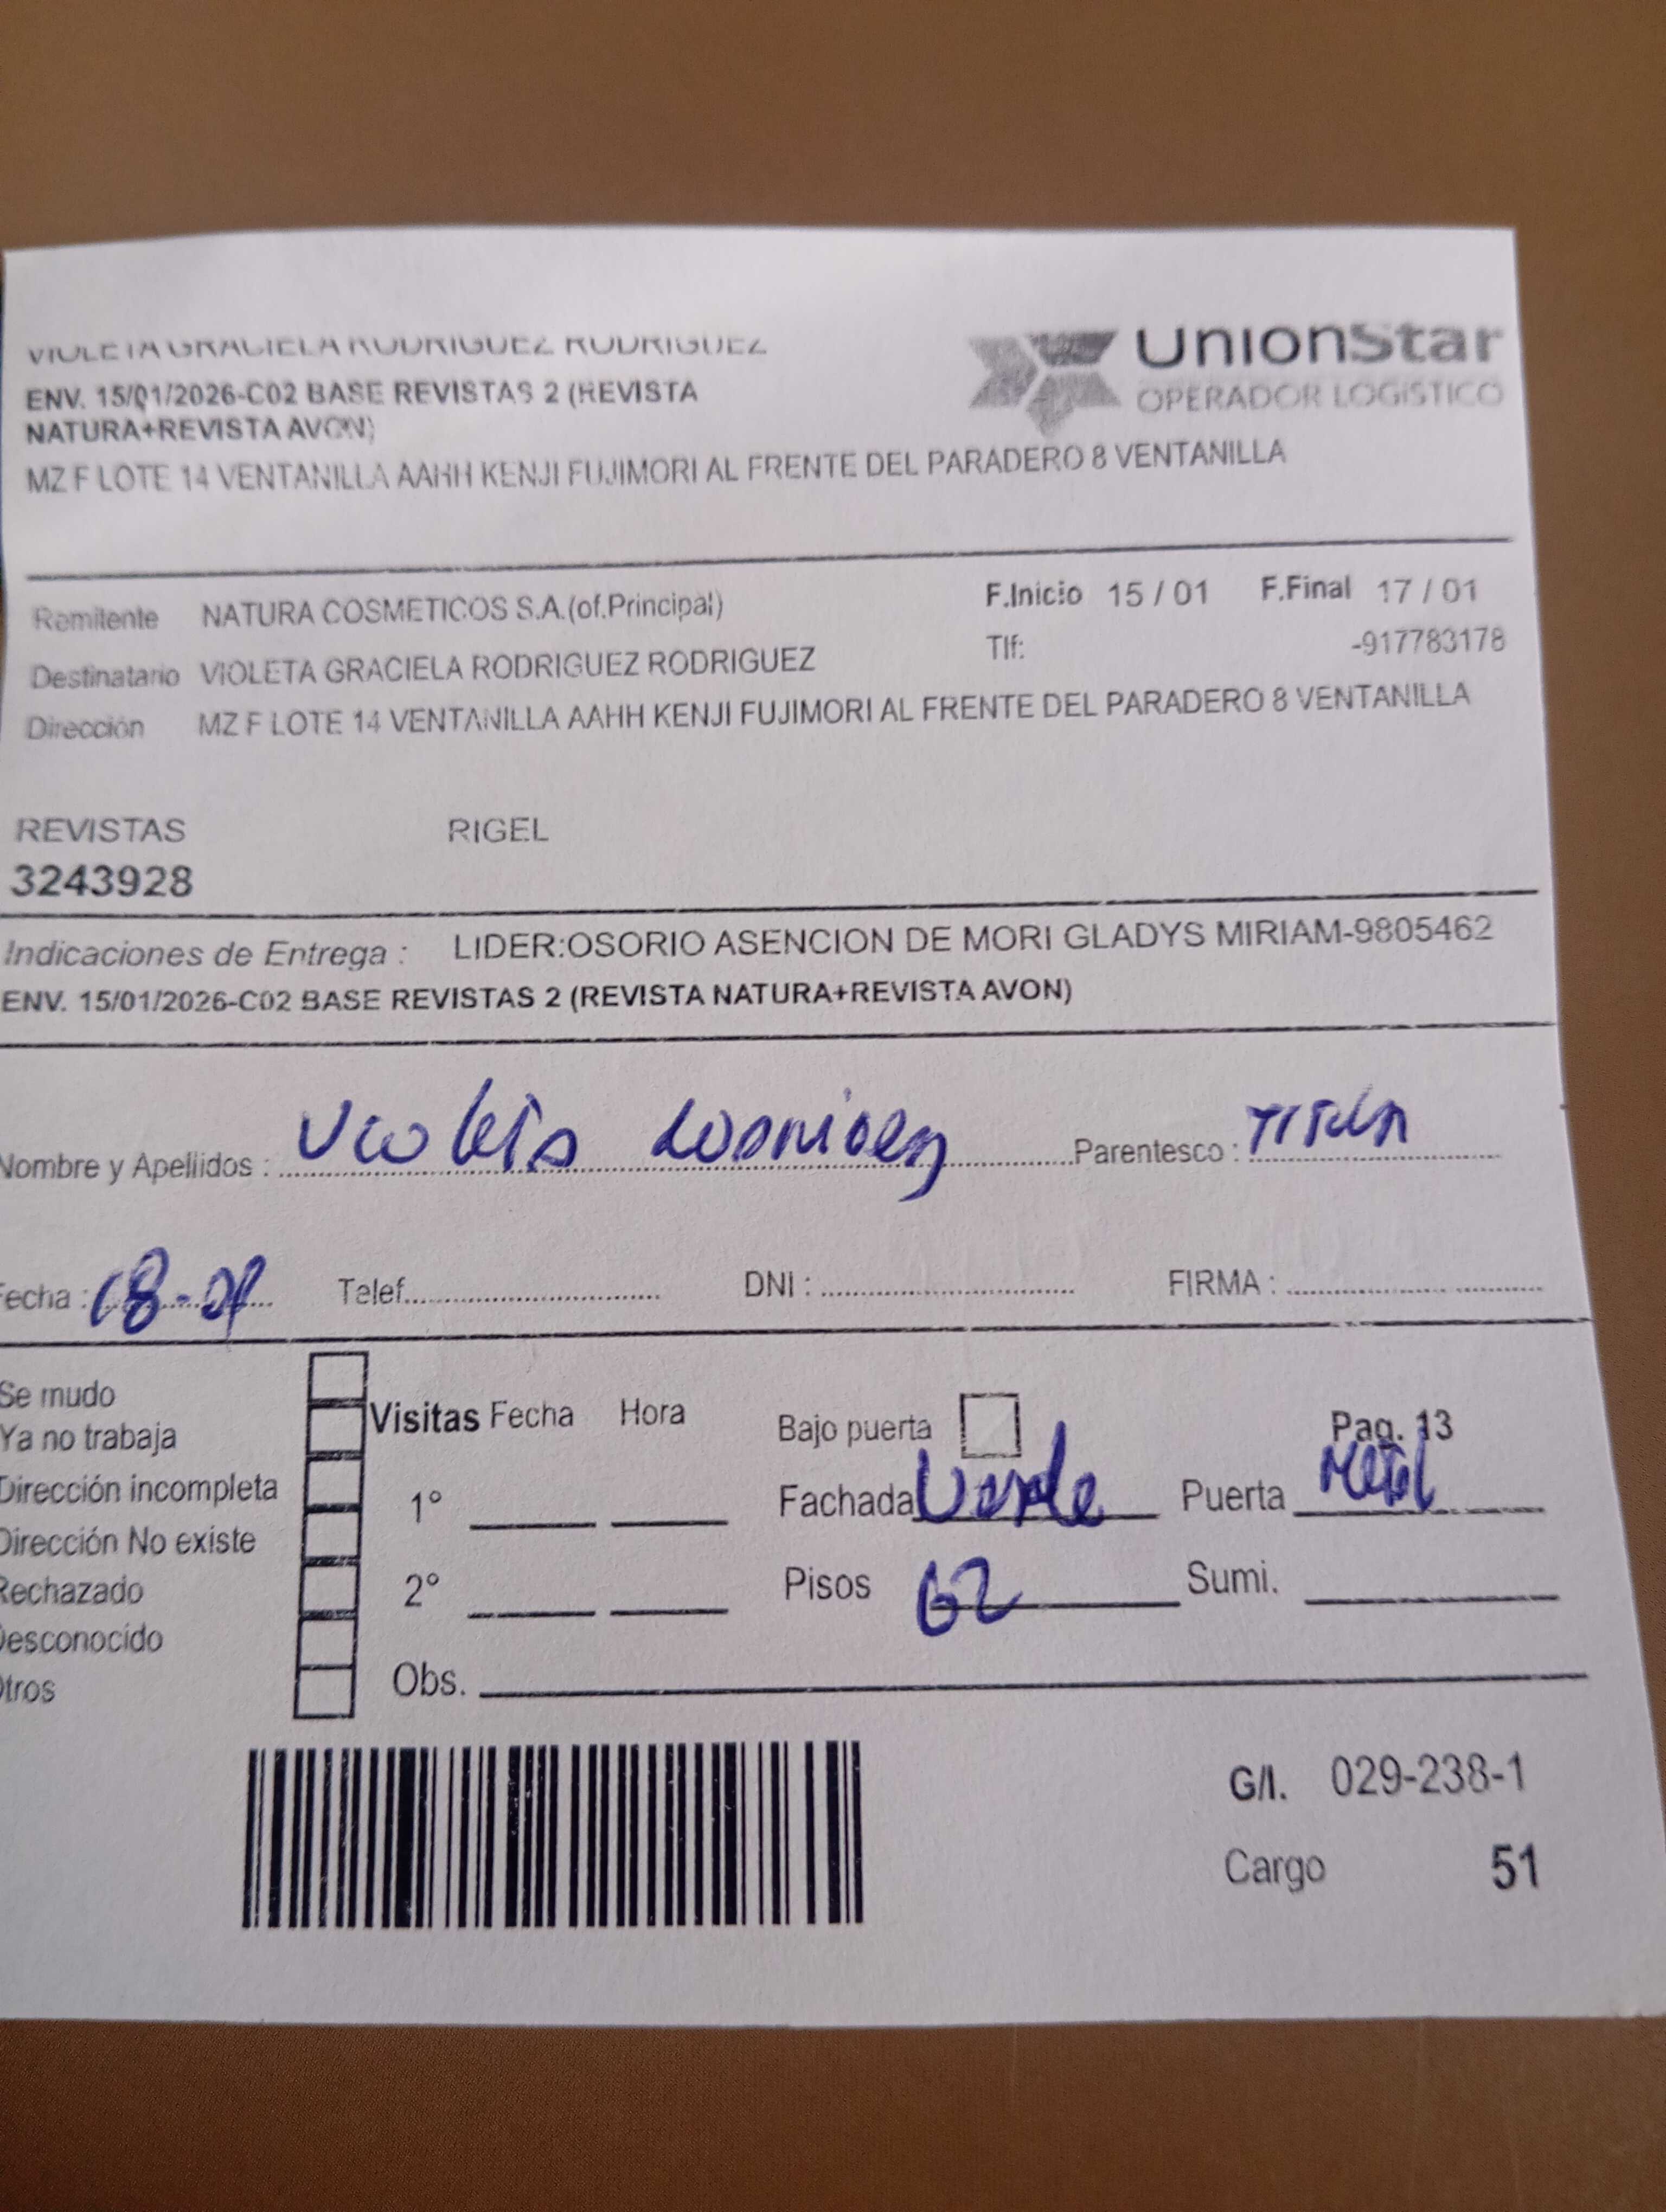 VIOLETA GRACIELA RODRIGUEZ RODRIGUEZ
UnionStar
OPERADOR LOGÍSTICO
ENV. 15/01/2026-C02 BASE REVISTAS 2 (REVISTA
NATURA+REVISTA AVON)
MZ F LOTE 14 VENTANILLA AAHH KENJI FUJIMORI AL FRENTE DEL PARADERO 8 VENTANILLA
Remitente NATURA COSMETICOS S.A.(of.Principal) F.Inicio 15 / 01 F.Final 17 / 01
Destinatario VIOLETA GRACIELA RODRIGUEZ RODRIGUEZ Tlf: -917783178
Dirección MZ F LOTE 14 VENTANILLA AAHH KENJI FUJIMORI AL FRENTE DEL PARADERO 8 VENTANILLA
REVISTAS RIGEL
3243928
Indicaciones de Entrega : LIDER:OSORIO ASENCION DE MORI GLADYS MIRIAM-9805462
ENV. 15/01/2026-C02 BASE REVISTAS 2 (REVISTA NATURA+REVISTA AVON)
Nombre y Apellidos : Violeta Parentesco :
Fecha : 18-01 Telef. DNI : FIRMA :
Se mudo
Ya no trabaja
Dirección incompleta
Dirección No existe
Rechazado
Desconocido
Otros
Visitas Fecha Hora
1°
2°
Obs.
Bajo puerta Pag. 13
Fachada Verde Puerta Metal
Pisos 02 Sumi.
G/I. 029-238-1
Cargo 51